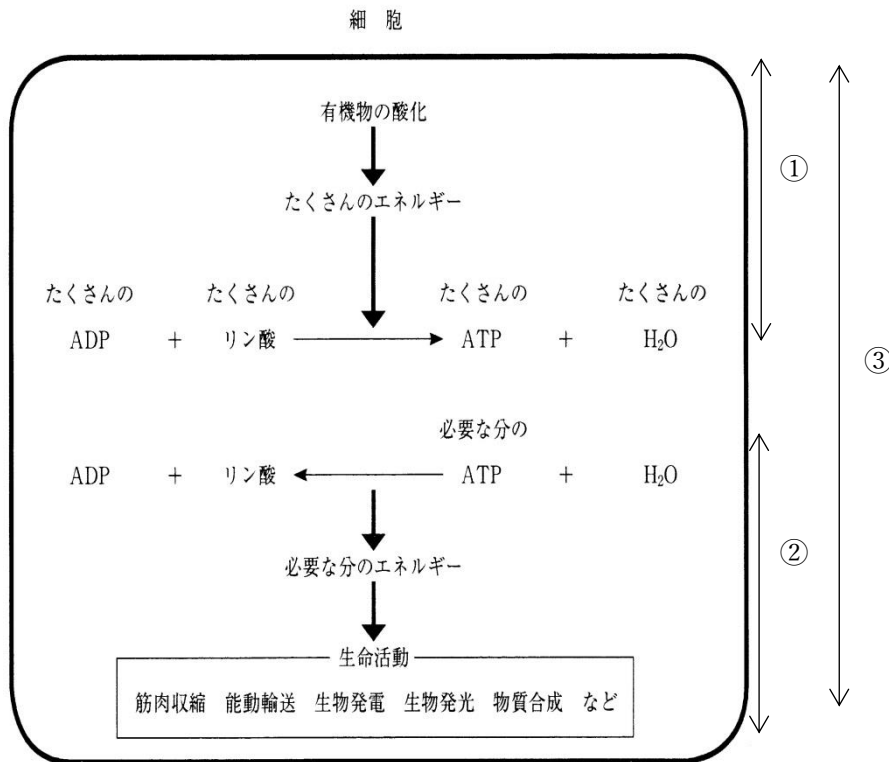 細胞
有機物の酸化
①
たくさんのエネルギー
たくさんの たくさんの たくさんの たくさんの
ADP + リン酸 ATP + H₂O
③
必要な分の
ADP + リン酸 ATP + H₂O
②
必要な分のエネルギー
生命活動
筋肉収縮 能動輸送 生物発電 生物発光 物質合成 など